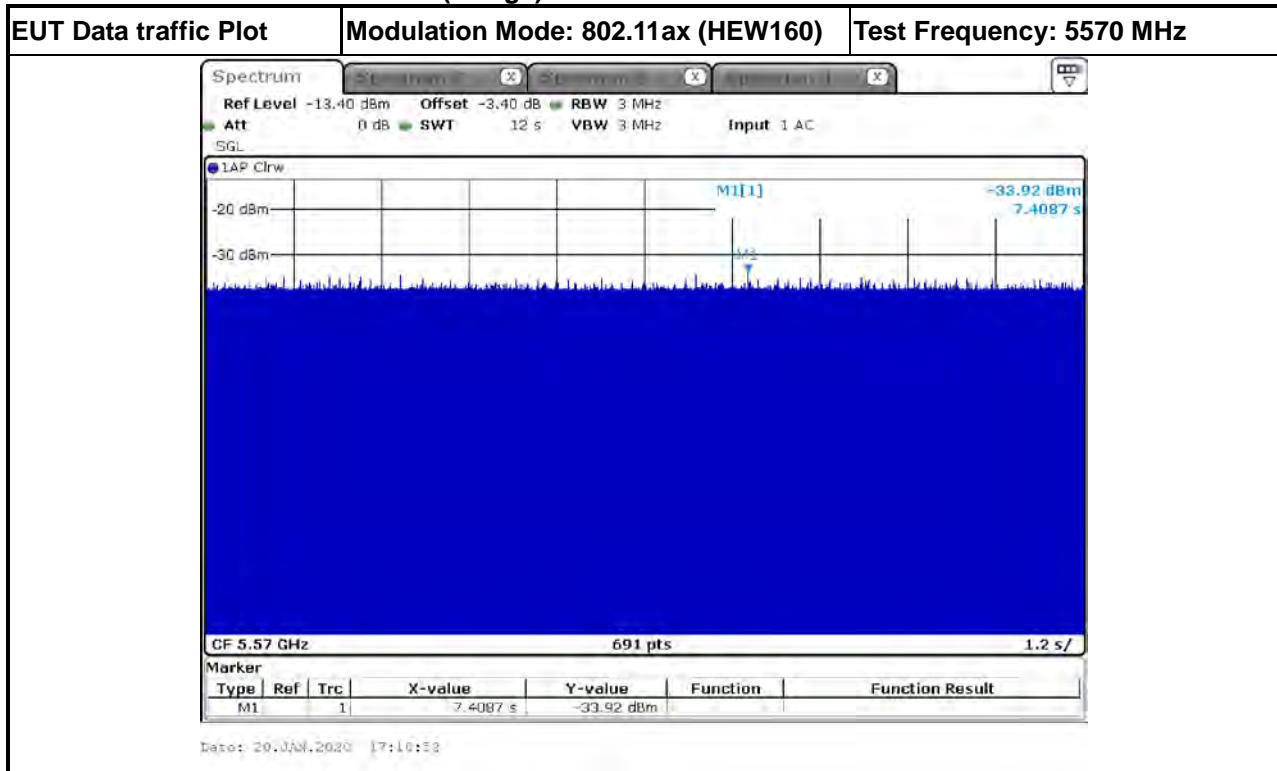 EUT Data traffic Plot Modulation Mode: 802.11ax (HEW160) Test Frequency: 5570 MHz
Spectrum X X X
Ref Level -13.40 dBm Offset -3.40 dB RBW 3 MHz
Att 0 dB SWT 12 s VBW 3 MHz Input 1 AC
SGL
1AP Clrw
M1[1] -33.92 dBm
7.4087 s
-20 dBm
-30 dBm
M1
CF 5.57 GHz 691 pts 1.2 s/
Marker
Type Ref Trc X-value Y-value Function Function Result
M1 1 7.4087 s -33.92 dBm
Date: 20.JAN.2020